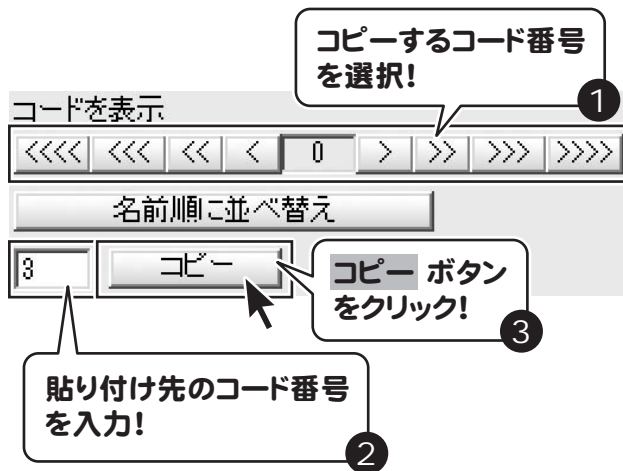 コピーするコード番号
を選択!
1
コードを表示
<<<< <<< << < 0 > >> >>> >>>>
名前順に並べ替え
3 コピー
コピー ボタン
をクリック!
3
貼り付け先のコード番号
を入力!
2